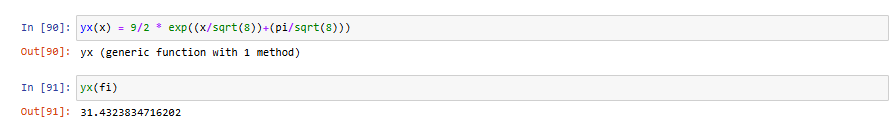 In [90]: yx(x) = 9/2 * exp((x/sqrt(8))+(pi/sqrt(8)))
Out[90]: yx (generic function with 1 method)
In [91]: yx(fi)
Out[91]: 31.4323834716202